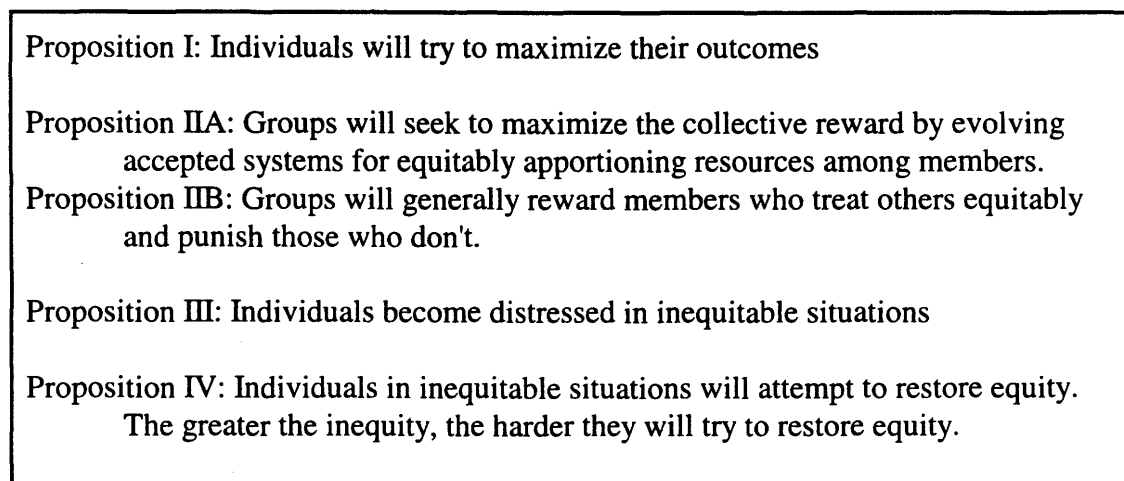 Proposition I: Individuals will try to maximize their outcomes
Proposition IIA: Groups will seek to maximize the collective reward by evolving
accepted systems for equitably apportioning resources among members.
Proposition IIB: Groups will generally reward members who treat others equitably
and punish those who don't.
Proposition III: Individuals become distressed in inequitable situations
Proposition IV: Individuals in inequitable situations will attempt to restore equity.
The greater the inequity, the harder they will try to restore equity.